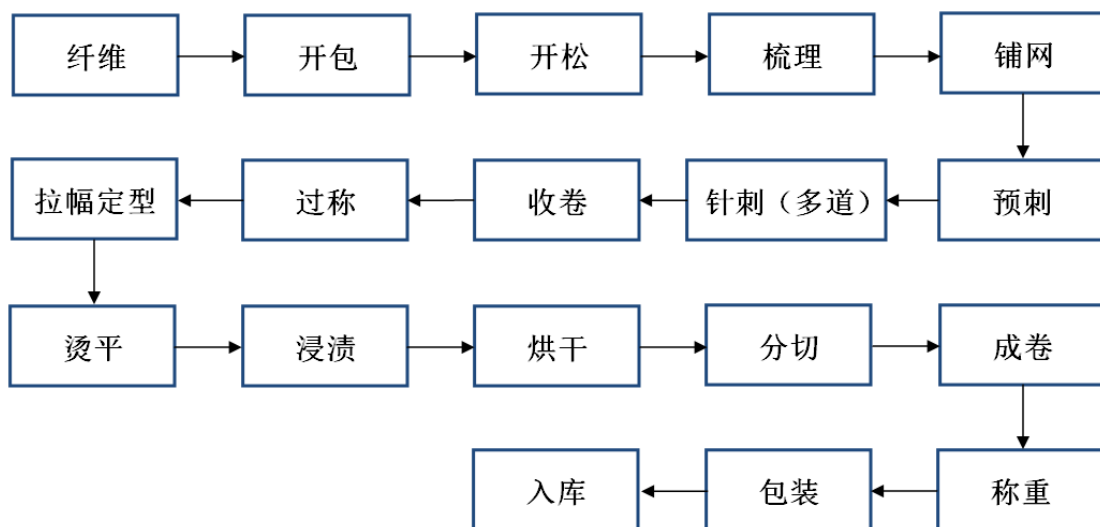 纤维
开包
开松
梳理
铺网
预刺
针刺（多道）
收卷
过称
拉幅定型
烫平
浸渍
烘干
分切
成卷
称重
包装
入库